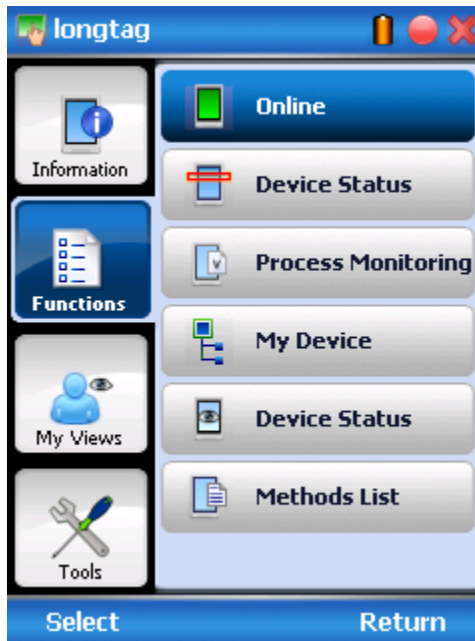 longtag
Information
Functions
My Views
Tools
Online
Device Status
Process Monitoring
My Device
Device Status
Methods List
Select
Return